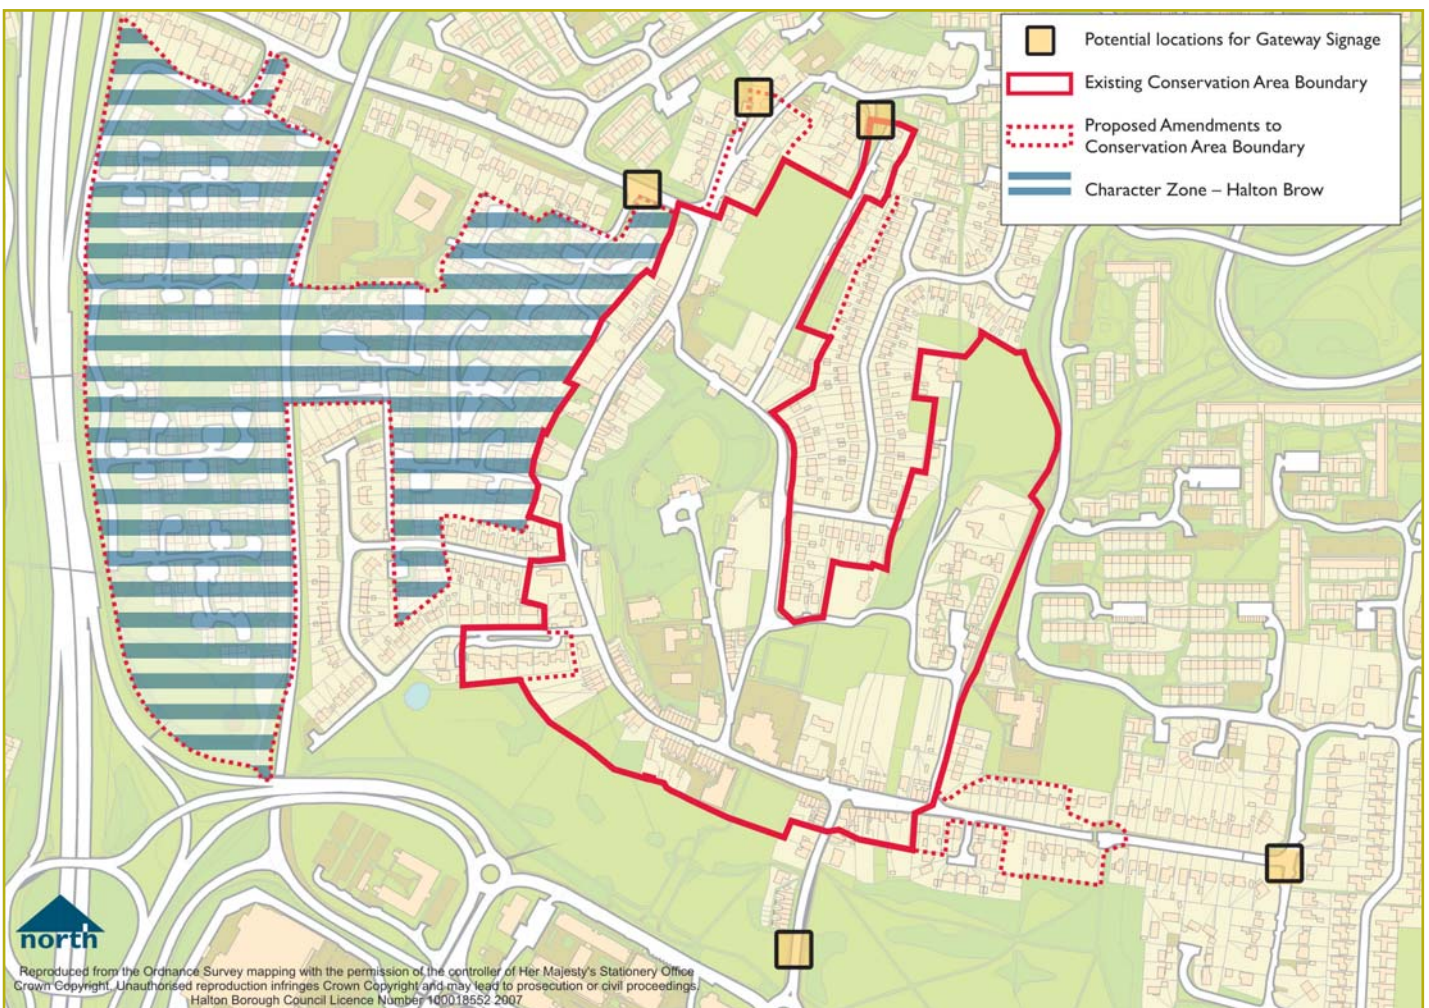 Potential locations for Gateway Signage
Existing Conservation Area Boundary
Proposed Amendments to
Conservation Area Boundary
Character Zone – Halton Brow
north
Reproduced from the Ordnance Survey mapping with the permission of the controller of Her Majesty's Stationery Office
Crown Copyright. Unauthorised reproduction infringes Crown Copyright and may lead to prosecution or civil proceedings.
Halton Borough Council Licence Number 100018552 2007